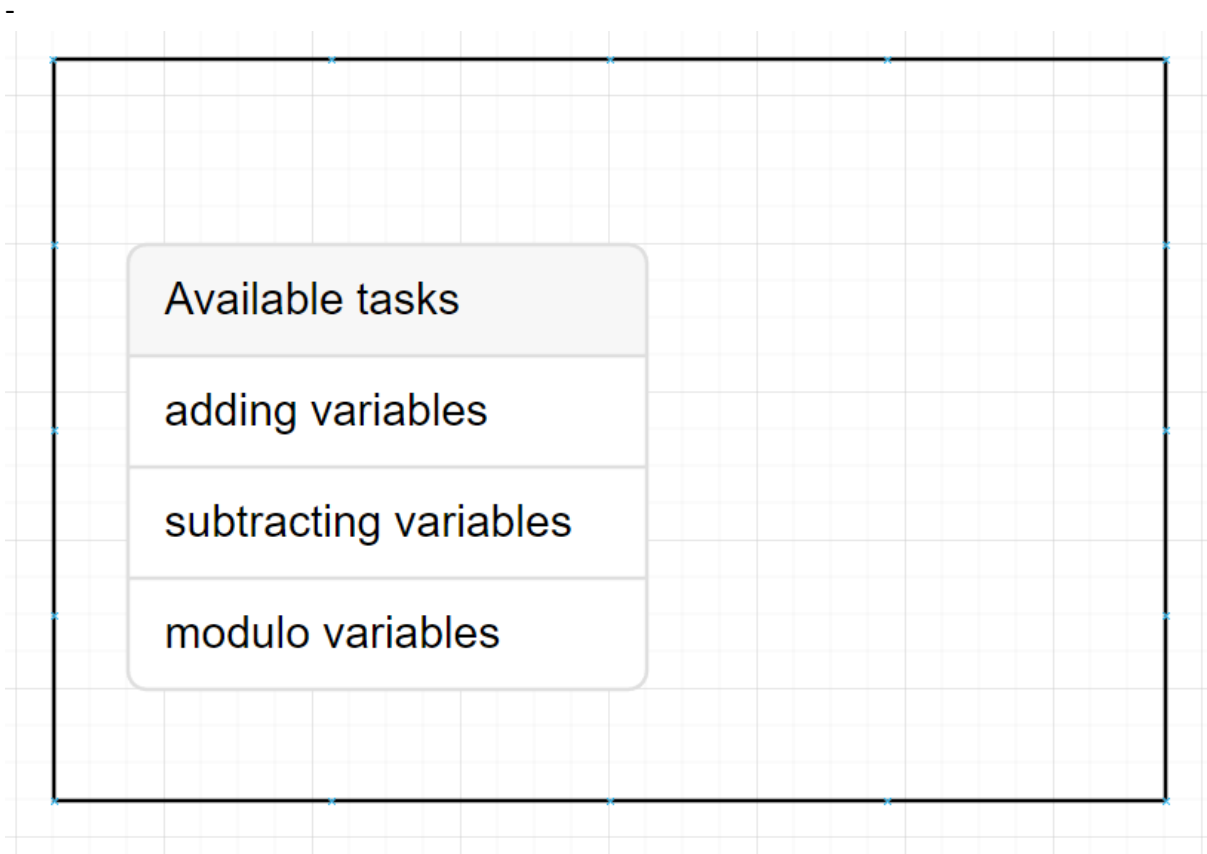 -
Available tasks
adding variables
subtracting variables
modulo variables